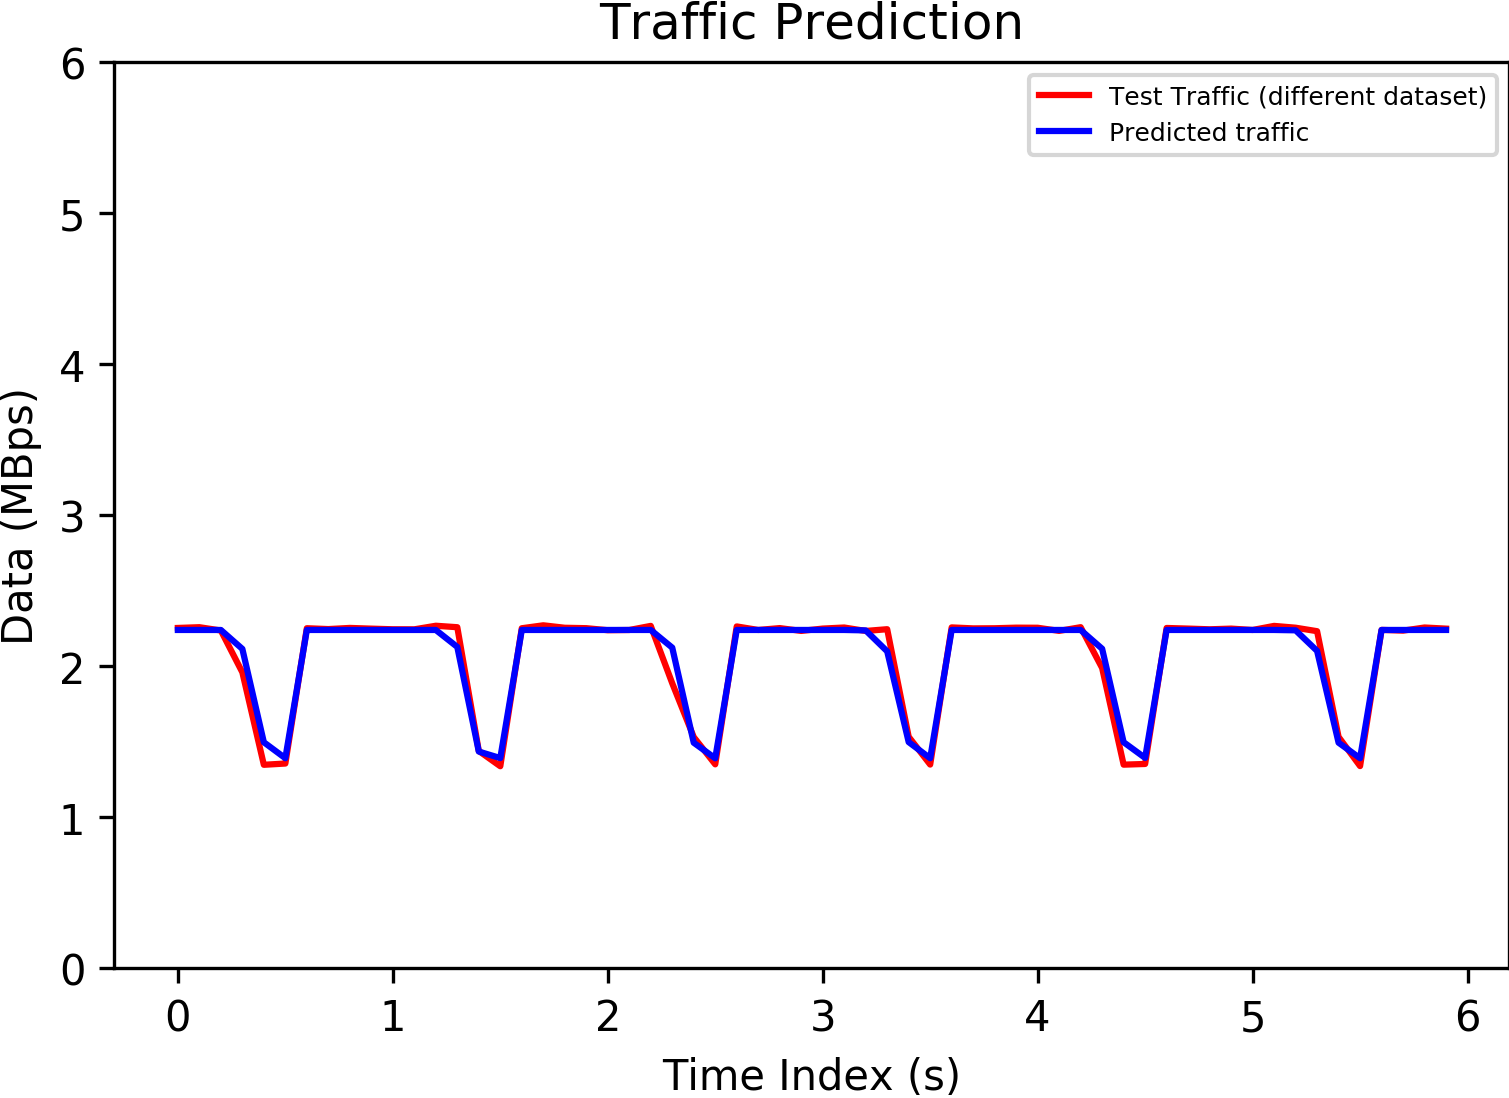 Traffic Prediction
Test Traffic (different dataset)
Predicted traffic
Data (MBps)
6
5
4
3
2
1
0
0 1 2 3 4 5 6
Time Index (s)